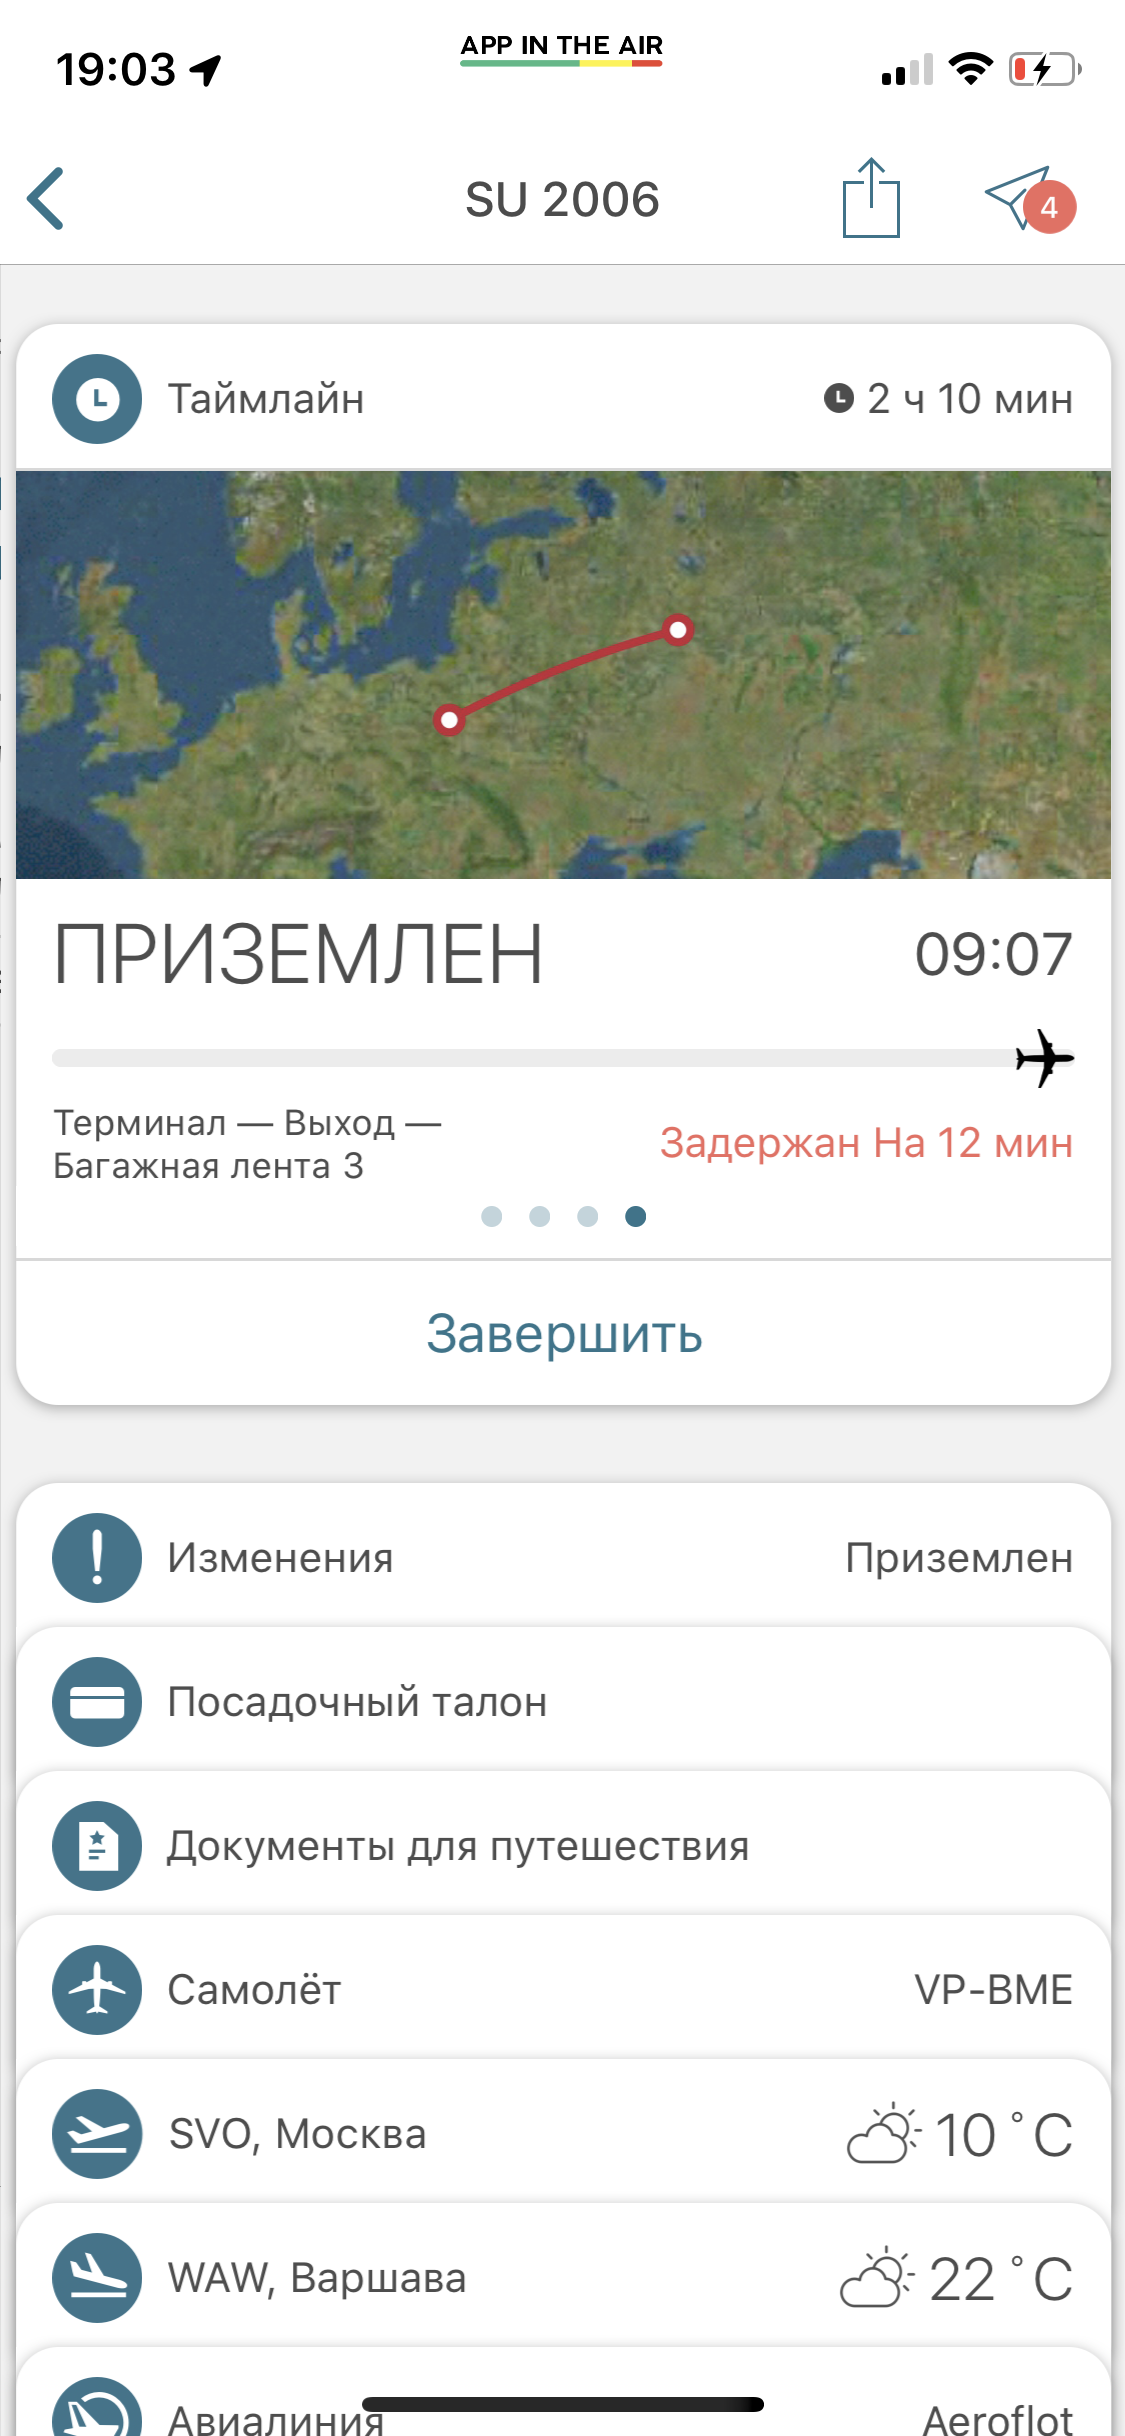 19:03
APP IN THE AIR
SU 2006
4
Таймлайн
2 ч 10 мин
ПРИЗЕМЛЕН
09:07
Терминал — Выход —
Багажная лента 3
Задержан На 12 мин
Завершить
Изменения
Приземлен
Посадочный талон
Документы для путешествия
Самолёт
VP-BME
SVO, Москва
10 °C
WAW, Варшава
22 °C
Авиалиния
Aeroflot